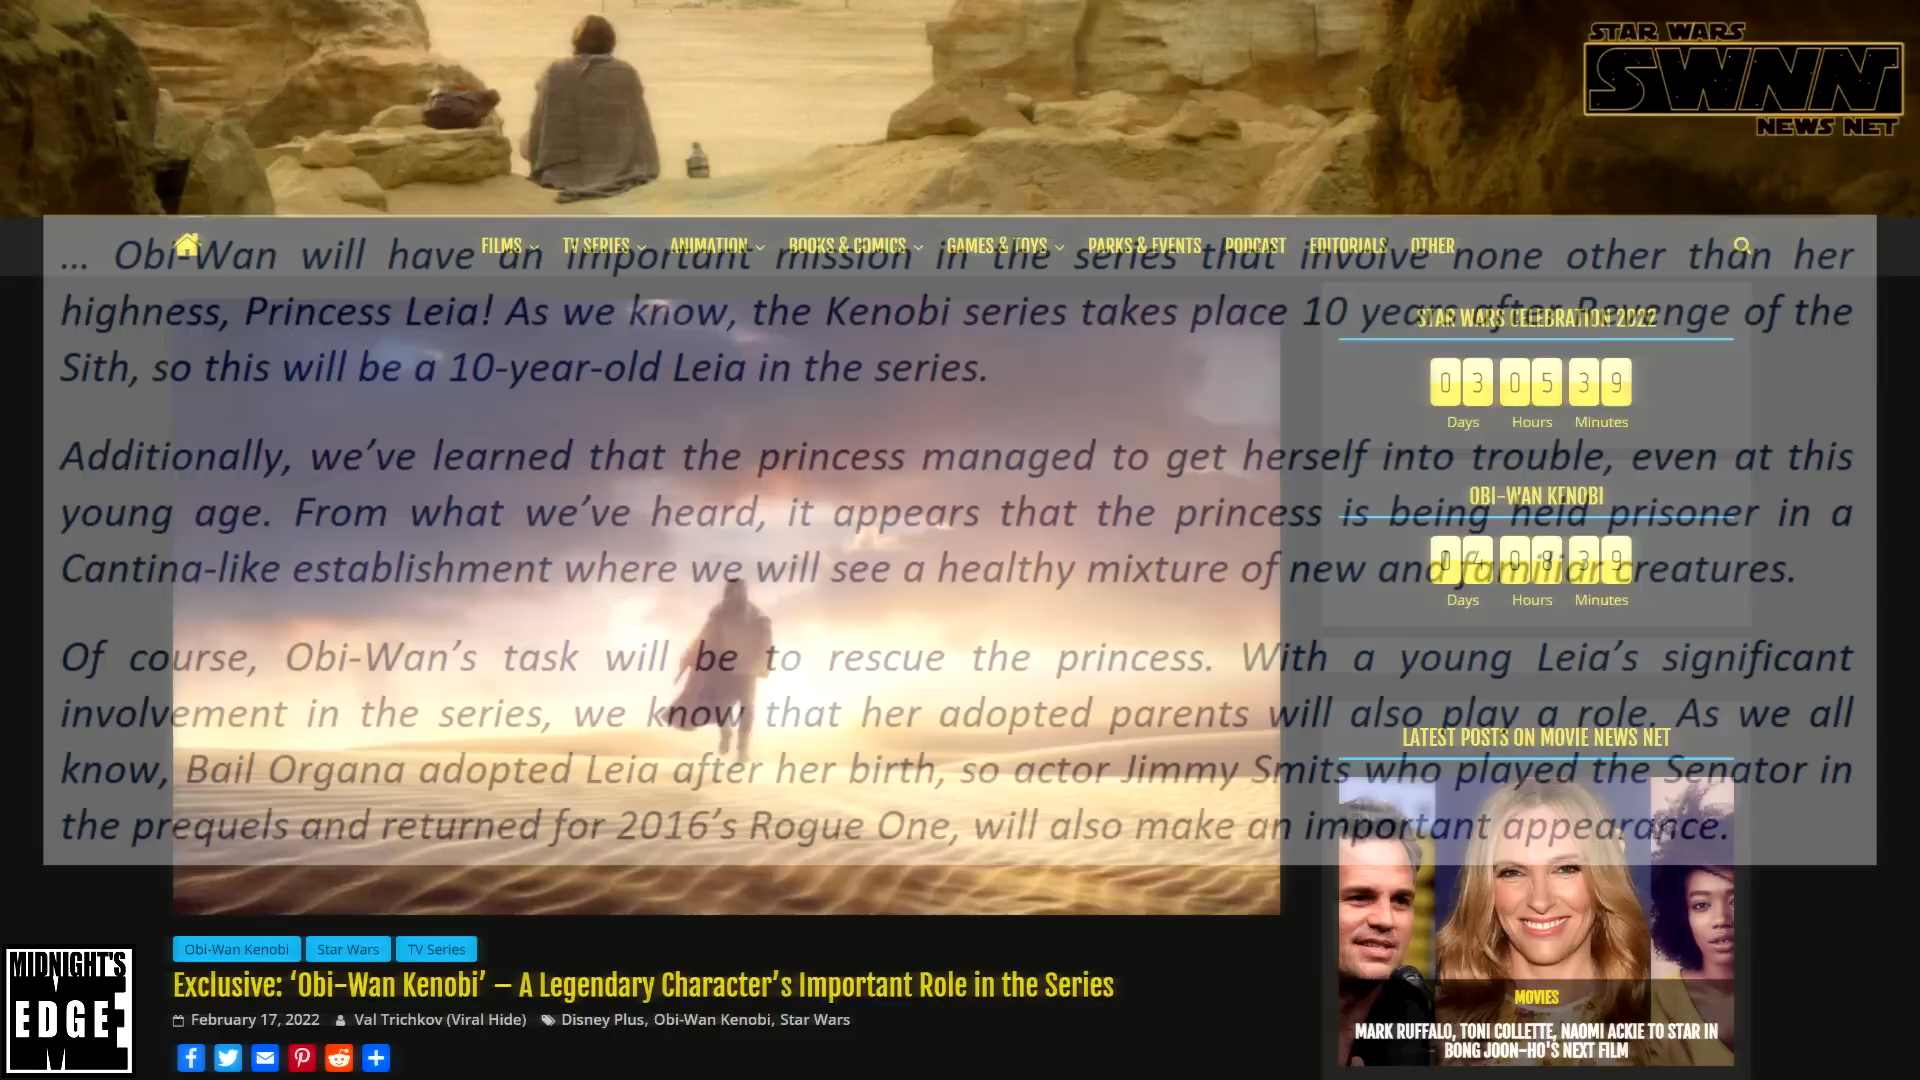 STAR WARS
SWNN
NEWS NET
FILMS TV SERIES ANIMATION BOOKS & COMICS GAMES & TOYS PARKS & EVENTS PODCAST EDITORIALS OTHER
... Obi-Wan will have an important mission in the series that involve none other than her
highness, Princess Leia! As we know, the Kenobi series takes place 10 years after Revenge of the
Sith, so this will be a 10-year-old Leia in the series.
Additionally, we’ve learned that the princess managed to get herself into trouble, even at this
young age. From what we’ve heard, it appears that the princess is being held prisoner in a
Cantina-like establishment where we will see a healthy mixture of new and familiar creatures.
Of course, Obi-Wan’s task will be to rescue the princess. With a young Leia’s significant
involvement in the series, we know that her adopted parents will also play a role. As we all
know, Bail Organa adopted Leia after her birth, so actor Jimmy Smits who played the Senator in
the prequels and returned for 2016’s Rogue One, will also make an important appearance.
STAR WARS CELEBRATION 2022
03 05 39
Days Hours Minutes
OBI-WAN KENOBI
04 08 39
Days Hours Minutes
LATEST POSTS ON MOVIE NEWS NET
MOVIES
MARK RUFFALO, TONI COLLETTE, NAOMI ACKIE TO STAR IN
BONG JOON-HO'S NEXT FILM
Obi-Wan Kenobi Star Wars TV Series
Exclusive: ‘Obi-Wan Kenobi’ – A Legendary Character’s Important Role in the Series
February 17, 2022 Val Trichkov (Viral Hide) Disney Plus, Obi-Wan Kenobi, Star Wars
MIDNIGHT'S
EDGE